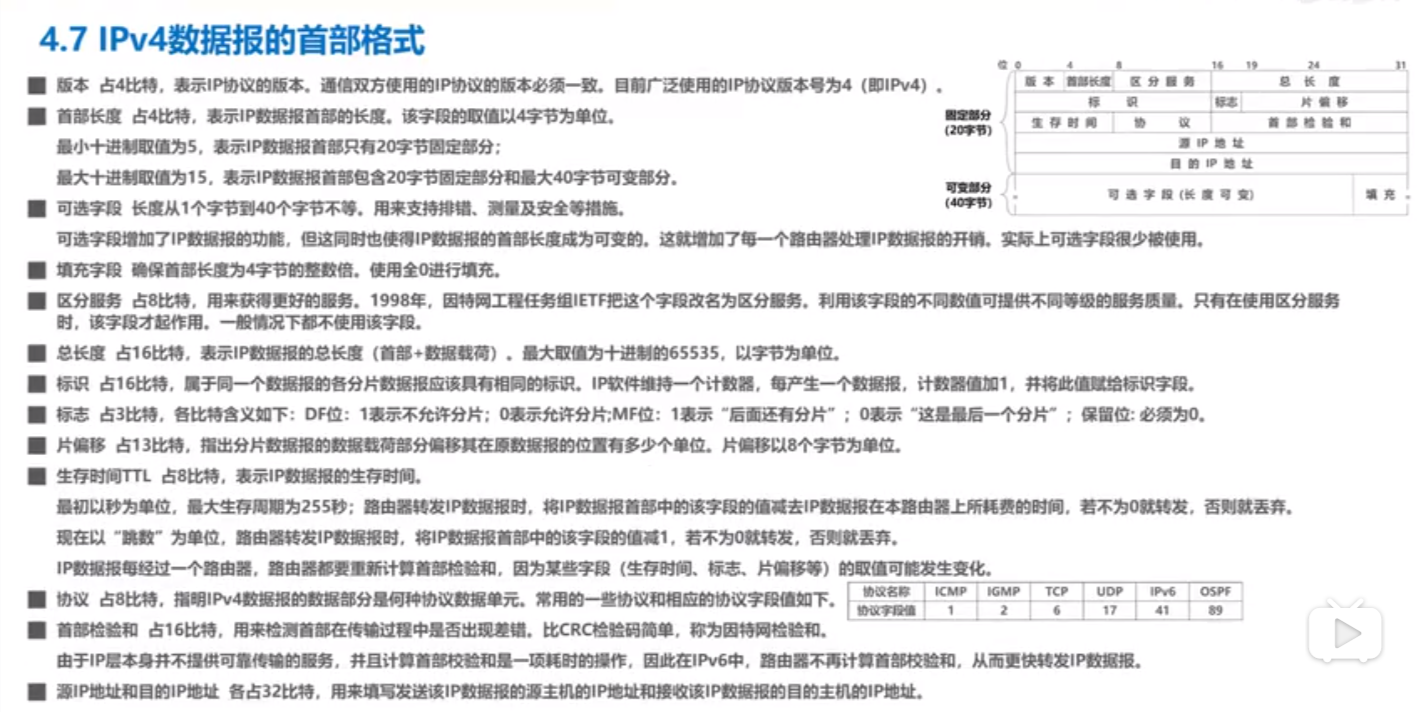 4.7 IPv4数据报的首部格式
版本 占4比特，表示IP协议的版本。通信双方使用的IP协议的版本必须一致。目前广泛使用的IP协议版本号为4（即IPv4）。
首部长度 占4比特，表示IP数据报首部的长度。该字段的取值以4字节为单位。
最小十进制取值为5，表示IP数据报首部只有20字节固定部分；
最大十进制取值为15，表示IP数据报首部包含20字节固定部分和最大40字节可变部分。
位 0 4 8 16 19 24 31
版本 首部长度 区分服务 总长度
标识 标志 片偏移
固定部分
(20字节)
生存时间 协议 首部检验和
源IP地址
目的IP地址
可变部分
(40字节)
可选字段(长度可变) 填充
可选字段 长度从1个字节到40个字节不等。用来支持排错、测量及安全等措施。
可选字段增加了IP数据报的功能，但这同时也使得IP数据报的首部长度成为可变的。这就增加了每一个路由器处理IP数据报的开销。实际上可选字段很少被使用。
填充字段 确保首部长度为4字节的整数倍。使用全0进行填充。
区分服务 占8比特，用来获得更好的服务。1998年，因特网工程任务组IETF把这个字段改名为区分服务。利用该字段的不同数值可提供不同等级的服务质量。只有在使用区分服务
时，该字段才起作用。一般情况下都不使用该字段。
总长度 占16比特，表示IP数据报的总长度（首部+数据载荷）。最大取值为十进制的65535，以字节为单位。
标识 占16比特，属于同一个数据报的各分片数据报应该具有相同的标识。IP软件维持一个计数器，每产生一个数据报，计数器值加1，并将此值赋给标识字段。
标志 占3比特，各比特含义如下：DF位：1表示不允许分片；0表示允许分片;MF位：1表示“后面还有分片”；0表示“这是最后一个分片”；保留位: 必须为0。
片偏移 占13比特，指出分片数据报的数据载荷部分偏移其在原数据报的位置有多少个单位。片偏移以8个字节为单位。
生存时间TTL 占8比特，表示IP数据报的生存时间。
最初以秒为单位，最大生存周期为255秒；路由器转发IP数据报时，将IP数据报首部中的该字段的值减去IP数据报在本路由器上所耗费的时间，若不为0就转发，否则就丢弃。
现在以“跳数”为单位，路由器转发IP数据报时，将IP数据报首部中的该字段的值减1，若不为0就转发，否则就丢弃。
IP数据报每经过一个路由器，路由器都要重新计算首部检验和，因为某些字段（生存时间、标志、片偏移等）的取值可能发生变化。
协议 占8比特，指明IPv4数据报的数据部分是何种协议数据单元。常用的一些协议和相应的协议字段值如下。
协议名称 ICMP IGMP TCP UDP IPv6 OSPF
协议字段值 1 2 6 17 41 89
首部检验和 占16比特，用来检测首部在传输过程中是否出现差错。比CRC检验码简单，称为因特网检验和。
由于IP层本身并不提供可靠传输的服务，并且计算首部校验和是一项耗时的操作，因此在IPv6中，路由器不再计算首部校验和，从而更快转发IP数据报。
源IP地址和目的IP地址 各占32比特，用来填写发送该IP数据报的源主机的IP地址和接收该IP数据报的目的主机的IP地址。